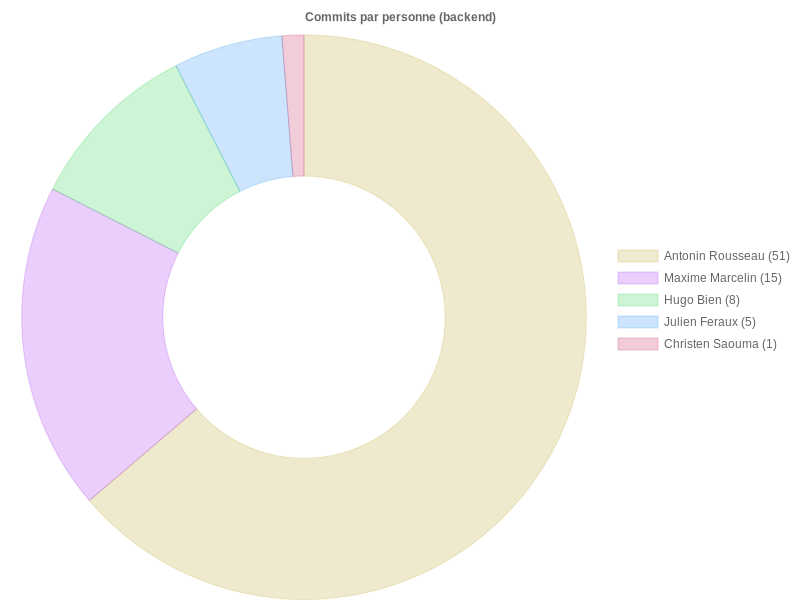 Commits par personne (backend)
Antonin Rousseau (51)
Maxime Marcelin (15)
Hugo Bien (8)
Julien Feraux (5)
Christen Saouma (1)